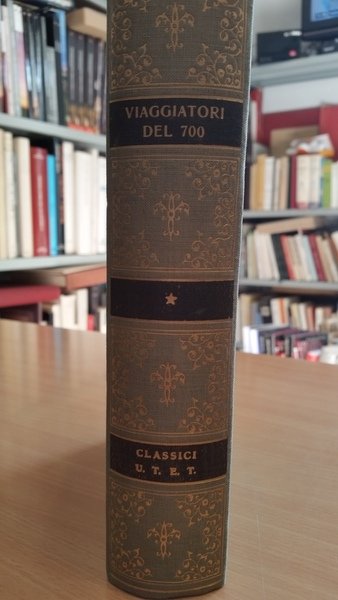 VIAGGIATORI
DEL 700
CLASSICI
U. T. E. T.